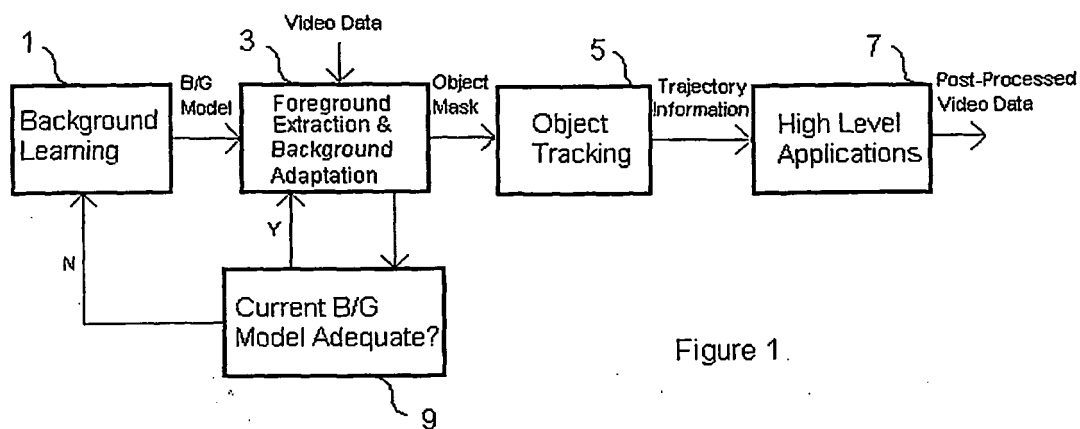 Video Data
1
3
5
7
B/G
Model
Object
Mask
Trajectory
Information
Post-Processed
Video Data
Background
Learning
Foreground
Extraction &
Background
Adaptation
Object
Tracking
High Level
Applications
N
Y
Current B/G
Model Adequate?
9
Figure 1